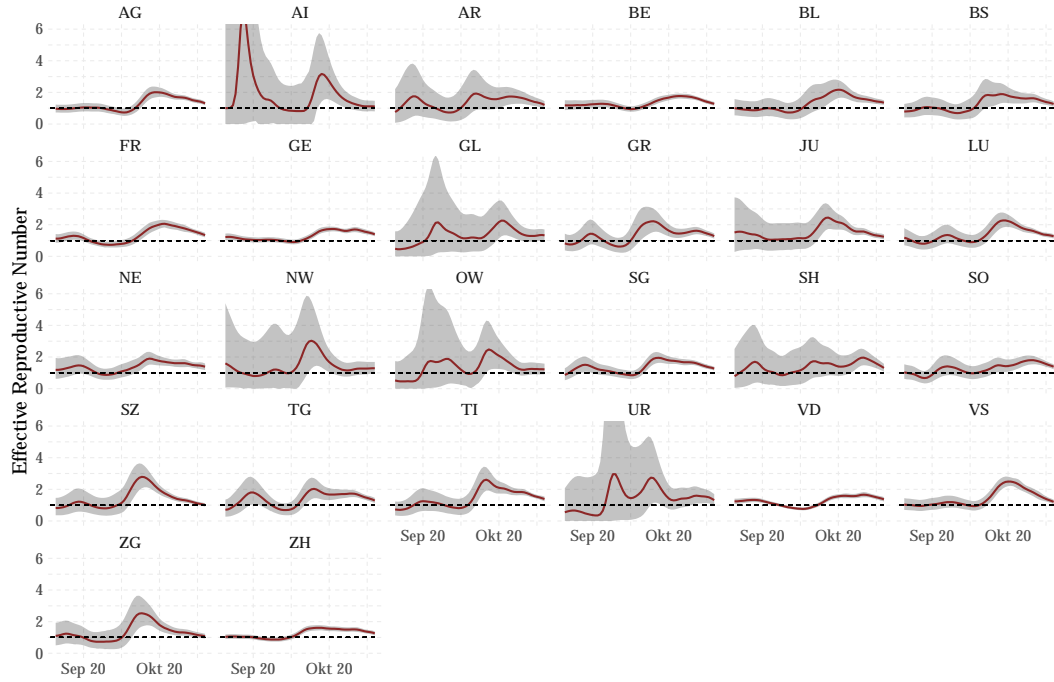 AG AI AR BE BL BS
6
4
2
0
FR GE GL GR JU LU
6
4
2
0
NE NW OW SG SH SO
6
4
2
0
SZ TG TI UR VD VS
6
4
2
0
Sep 20 Okt 20 Sep 20 Okt 20 Sep 20 Okt 20 Sep 20 Okt 20
ZG ZH
6
4
2
0
Sep 20 Okt 20 Sep 20 Okt 20
Effective Reproductive Number